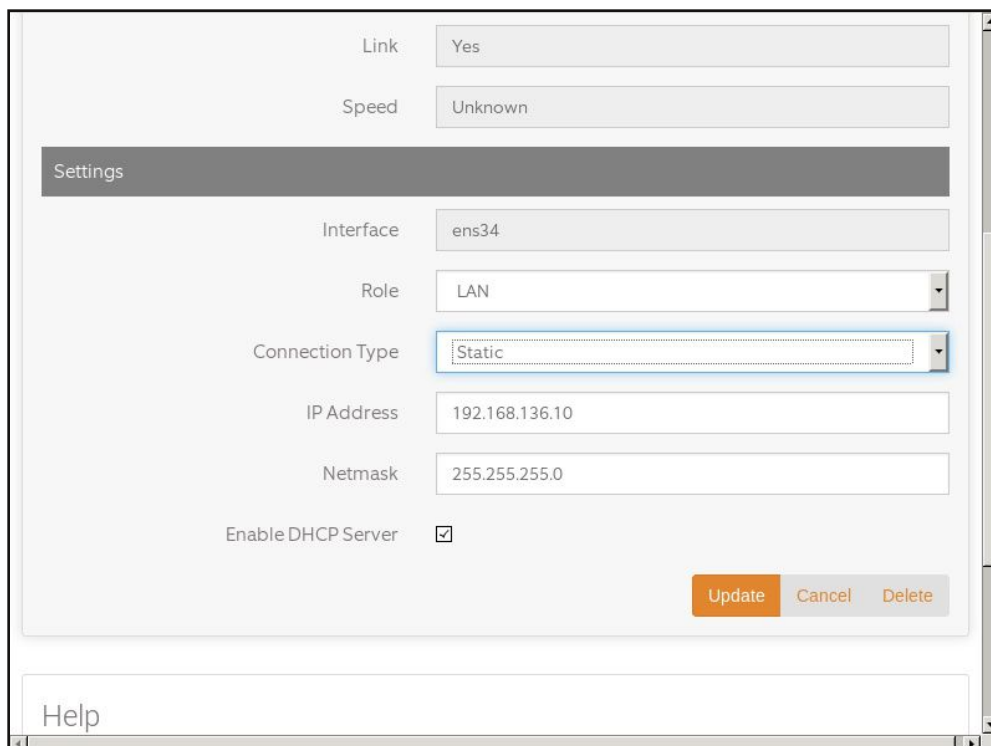 Link Yes
Speed Unknown
Settings
Interface ens34
Role LAN
Connection Type Static
IP Address 192.168.136.10
Netmask 255.255.255.0
Enable DHCP Server
Update Cancel Delete
Help